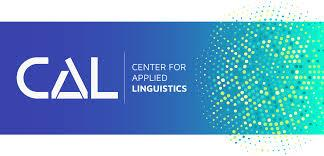 CAL
CENTER FOR
APPLIED
LINGUISTICS